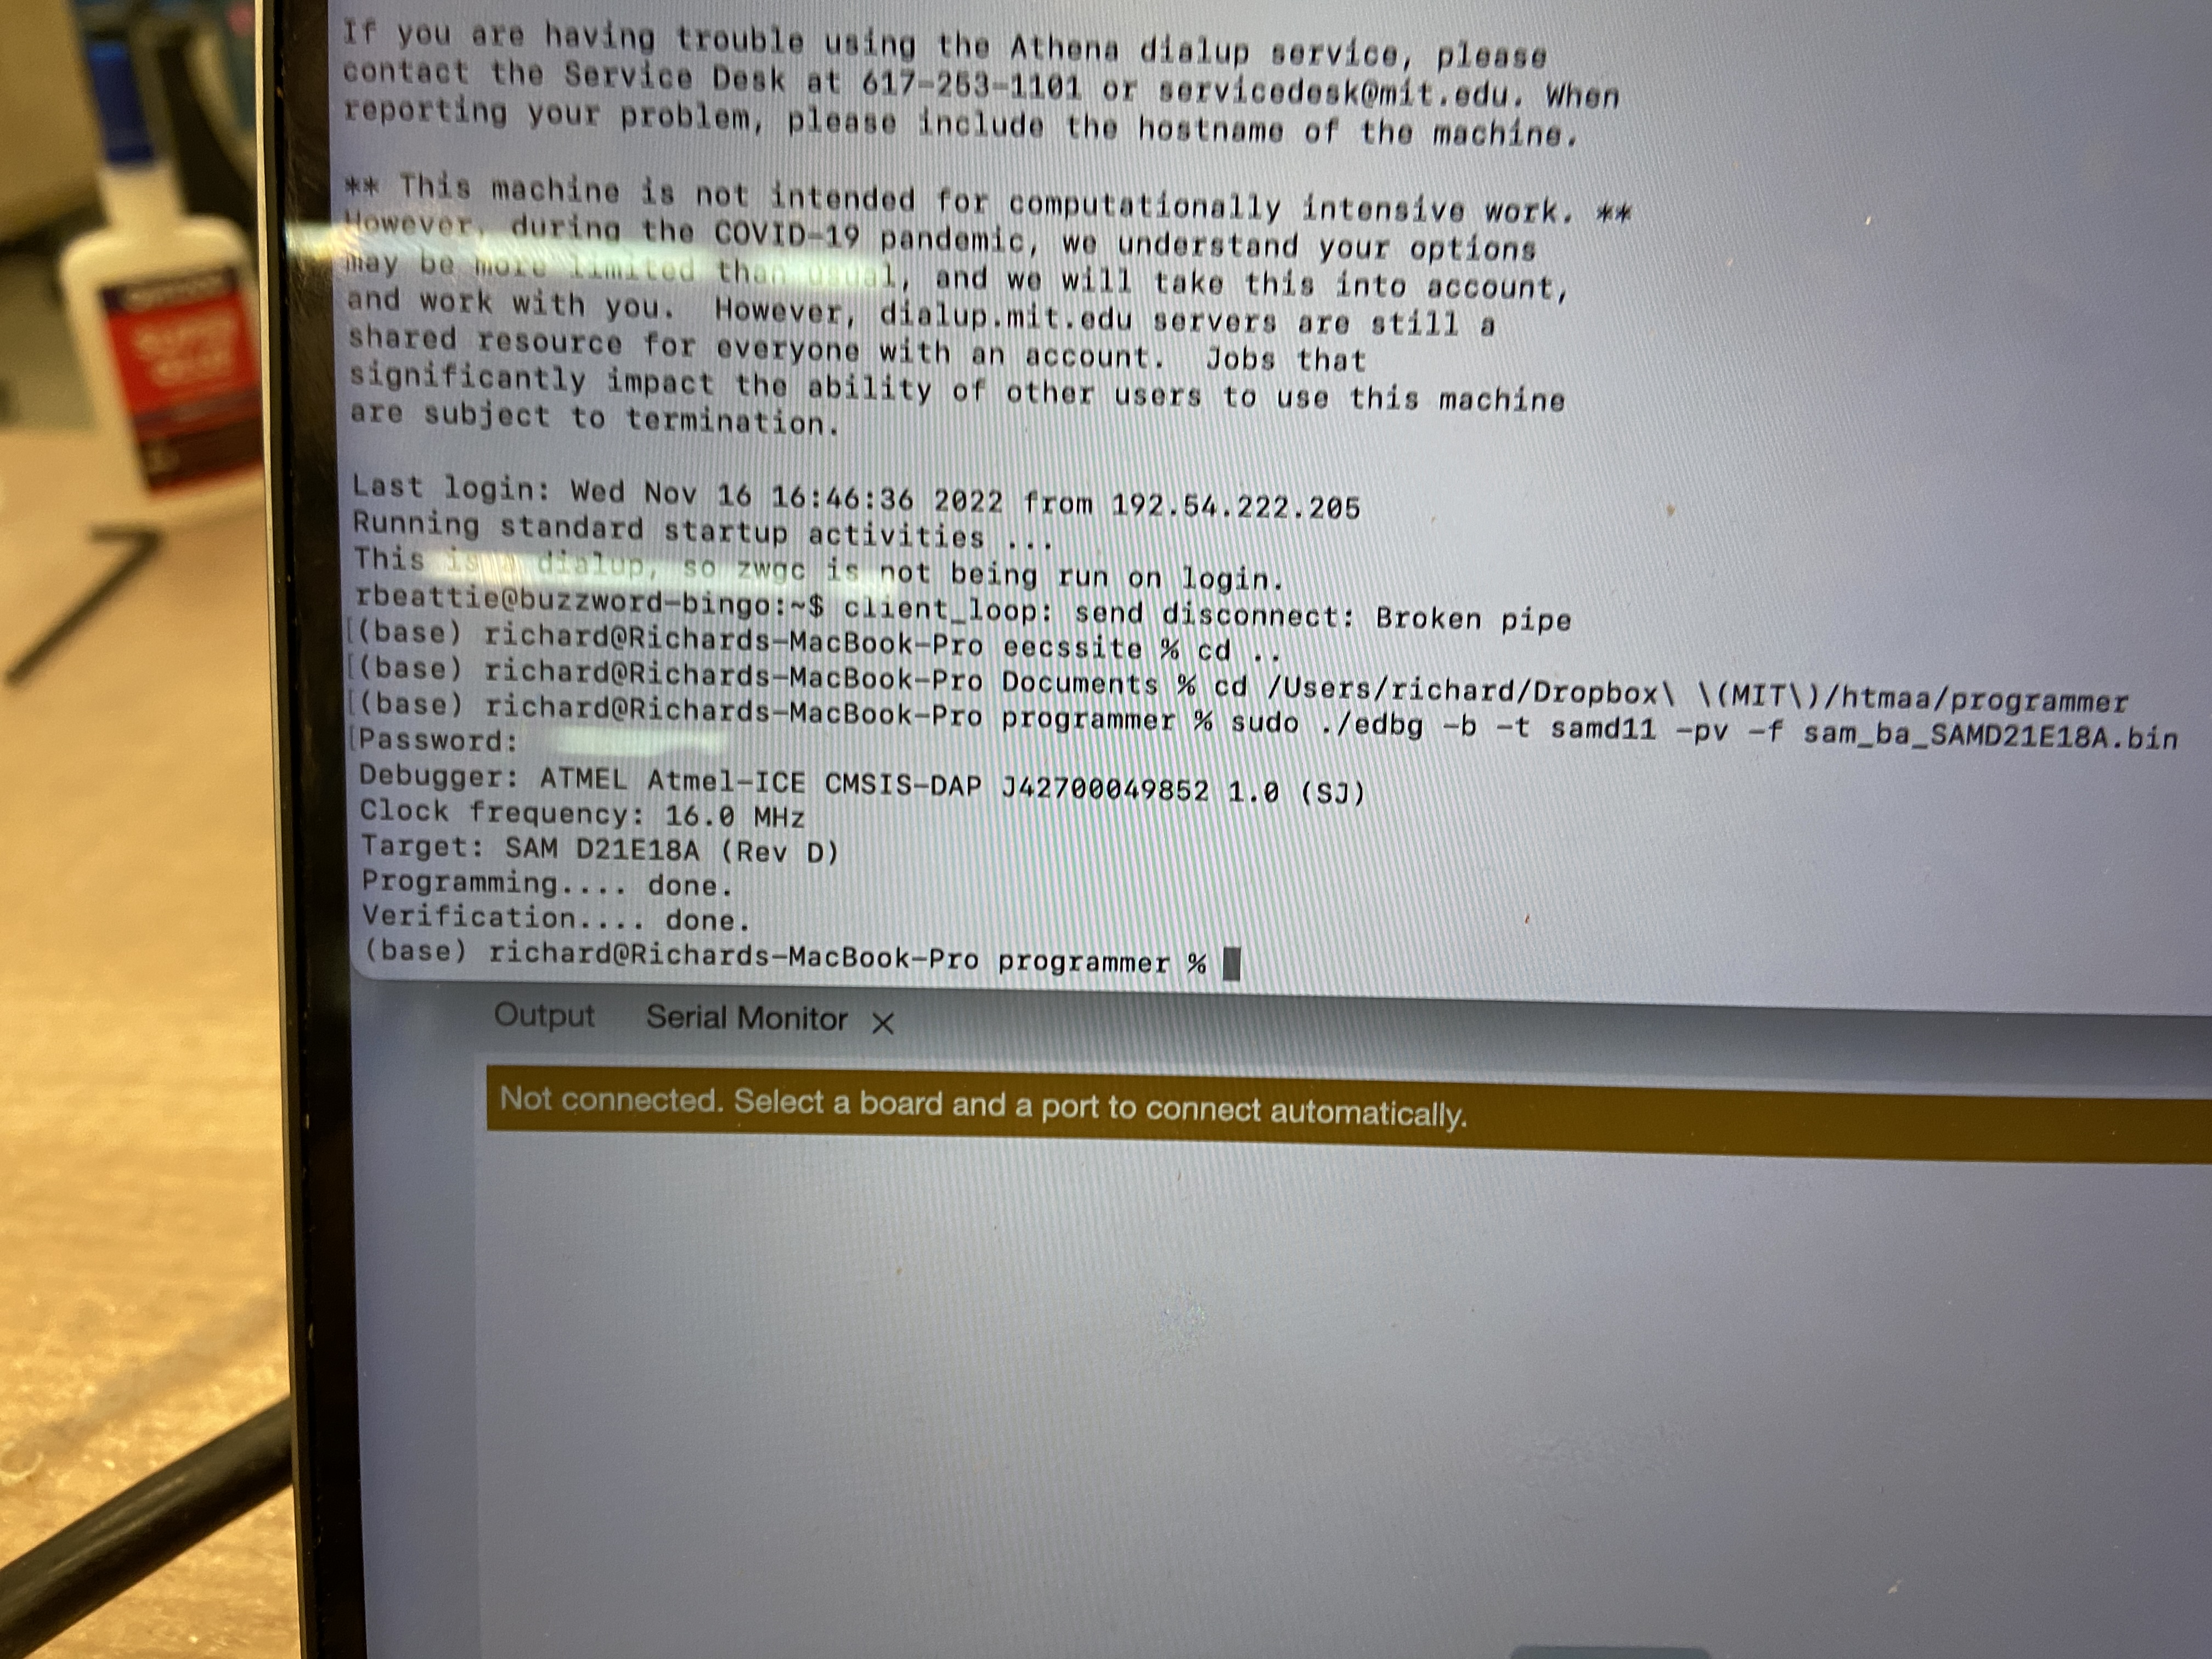 If you are having trouble using the Athena dialup service, please
contact the Service Desk at 617-253-1101 or servicedesk@mit.edu. When
reporting your problem, please include the hostname of the machine.
** This machine is not intended for computationally intensive work. **
However, during the COVID-19 pandemic, we understand your options
may be more limited than usual, and we will take this into account,
and work with you.  However, dialup.mit.edu servers are still a
shared resource for everyone with an account.  Jobs that
significantly impact the ability of other users to use this machine
are subject to termination.
Last login: Wed Nov 16 16:46:36 2022 from 192.54.222.205
Running standard startup activities ...
This is a dialup, so zwgc is not being run on login.
rbeattie@buzzword-bingo:~$ client_loop: send disconnect: Broken pipe
[(base) richard@Richards-MacBook-Pro eecssite % cd ..
[(base) richard@Richards-MacBook-Pro Documents % cd /Users/richard/Dropbox\ \(MIT\)/htmaa/programmer
[(base) richard@Richards-MacBook-Pro programmer % sudo ./edbg -b -t samd11 -pv -f sam_ba_SAMD21E18A.bin
[Password:
Debugger: ATMEL Atmel-ICE CMSIS-DAP J42700049852 1.0 (SJ)
Clock frequency: 16.0 MHz
Target: SAM D21E18A (Rev D)
Programming.... done.
Verification.... done.
(base) richard@Richards-MacBook-Pro programmer %
Output Serial Monitor X
Not connected. Select a board and a port to connect automatically.